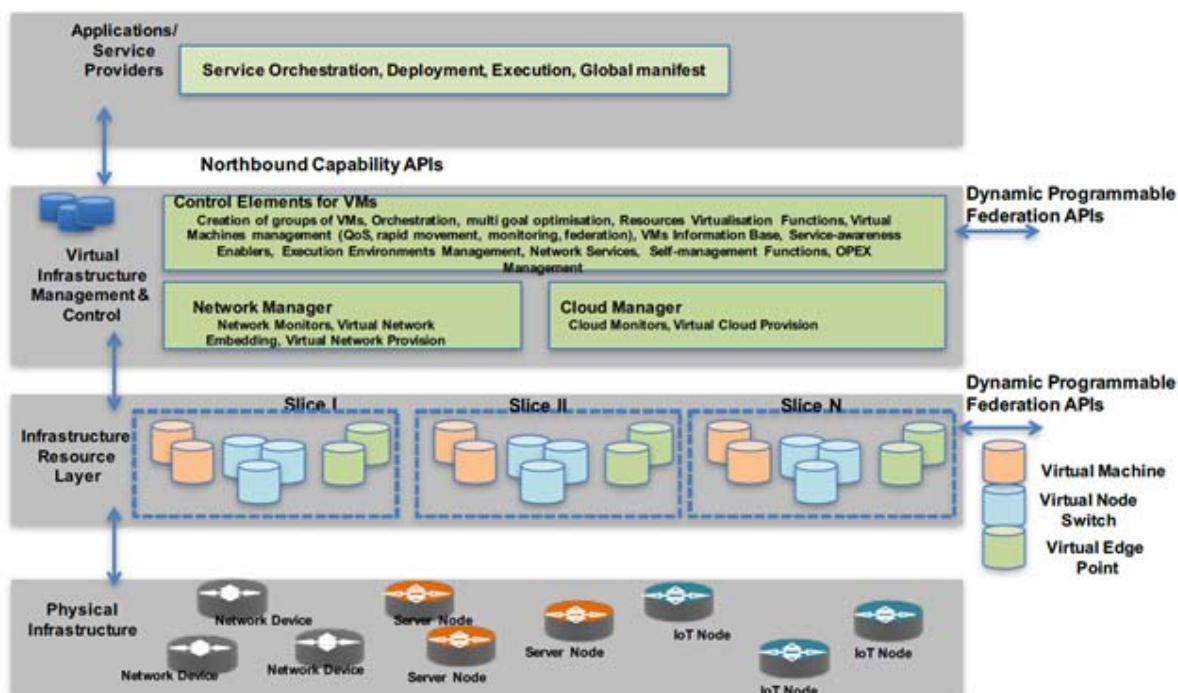 Applications/
Service
Providers
Service Orchestration, Deployment, Execution, Global manifest
Northbound Capability APIs
Control Elements for VMs
Creation of groups of VMs, Orchestration, multi goal optimisation, Resources Virtualisation Functions, Virtual
Machines management (QoS, rapid movement, monitoring, federation), VMs Information Base, Service-awareness
Enablers, Execution Environments Management, Network Services, Self-management Functions, OPEX
Management
Dynamic Programmable
Federation APIs
Virtual
Infrastructure
Management &
Control
Network Manager
Network Monitors, Virtual Network
Embedding, Virtual Network Provision
Cloud Manager
Cloud Monitors, Virtual Cloud Provision
Dynamic Programmable
Federation APIs
Slice I
Slice II
Slice N
Infrastructure
Resource
Layer
Virtual Machine
Virtual Node
Switch
Virtual Edge
Point
Physical
Infrastructure
Network Device
Server Node
IoT Node
Network Device
Network Device
Server Node
Server Node
IoT Node
IoT Node